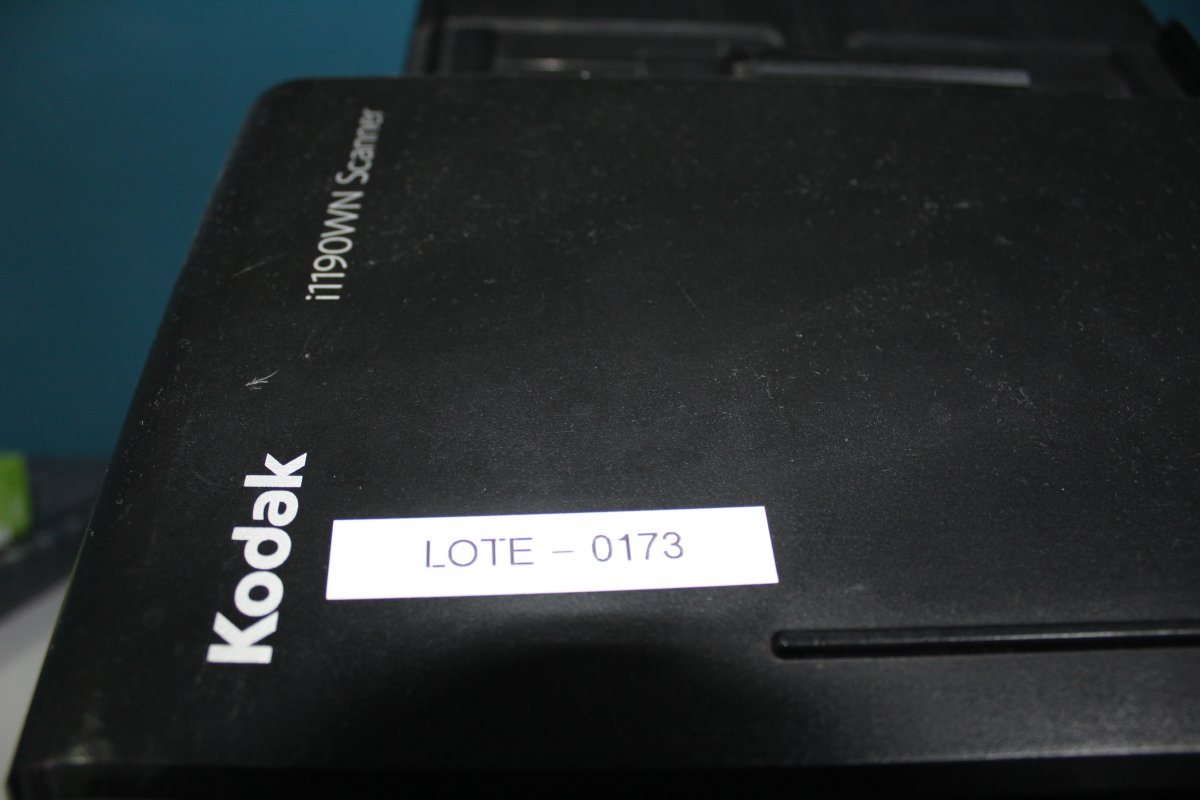 i1190WN Scanner
Kodak
LOTE - 0173